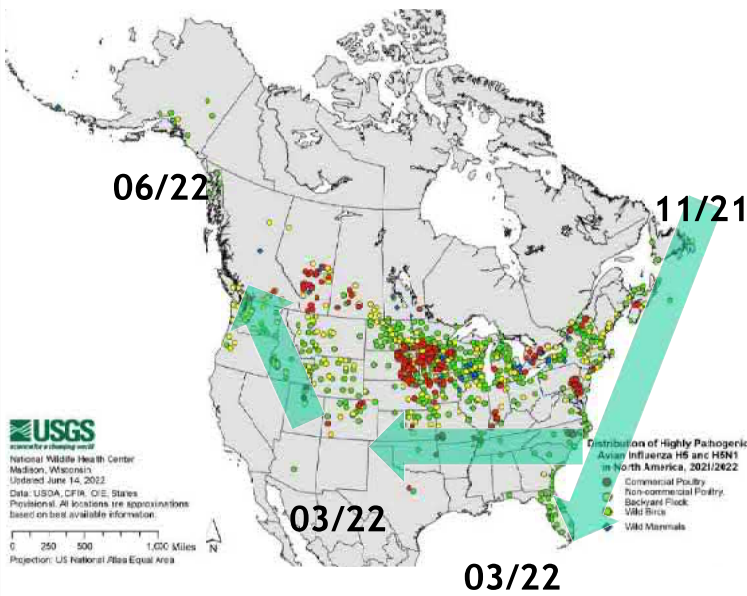 06/22
11/21
USGS
science for a changing world
National Wildlife Health Center
Madison, Wisconsin
Updated June 14, 2022
Data: USDA, CFIA, OIE, States
Provisional. All locations are approximations
based on best available information.
0 250 500 1,000 Miles
N
Projection: US National Atlas Equal Area
03/22
03/22
Distribution of Highly Pathogenic
Avian Influenza H5 and H5N1
in North America, 2021/2022
Commercial Poultry
Non-commercial Poultry,
Backyard Flock
Wild Birds
Wild Mammals